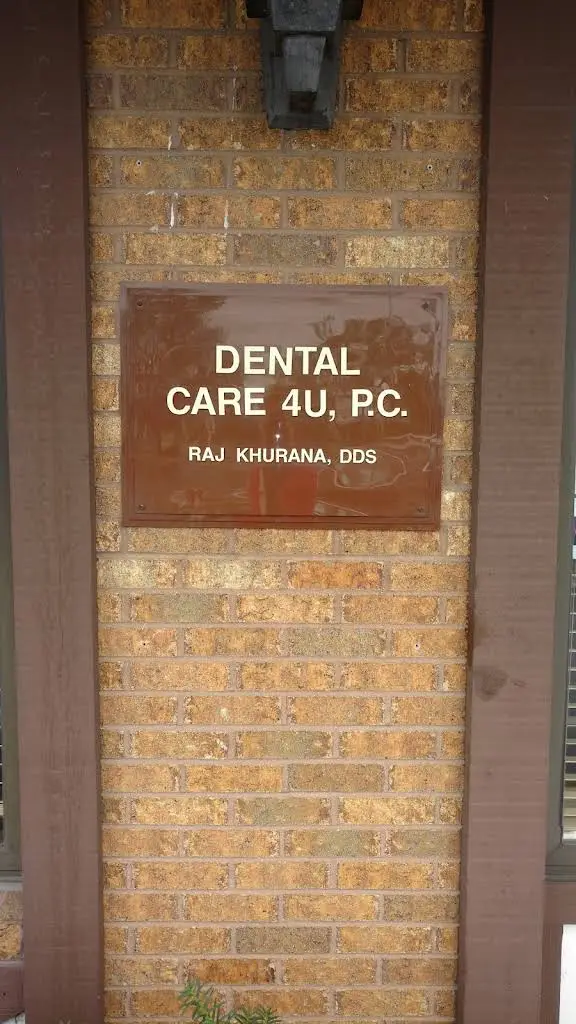 DENTAL
CARE 4U, P.C.
RAJ KHURANA, DDS